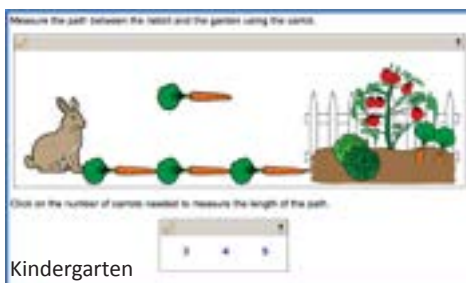 Measure the path between the rabbit and the garden using the carrot.
Click on the number of carrots needed to measure the length of the path.
3 4 5
Kindergarten